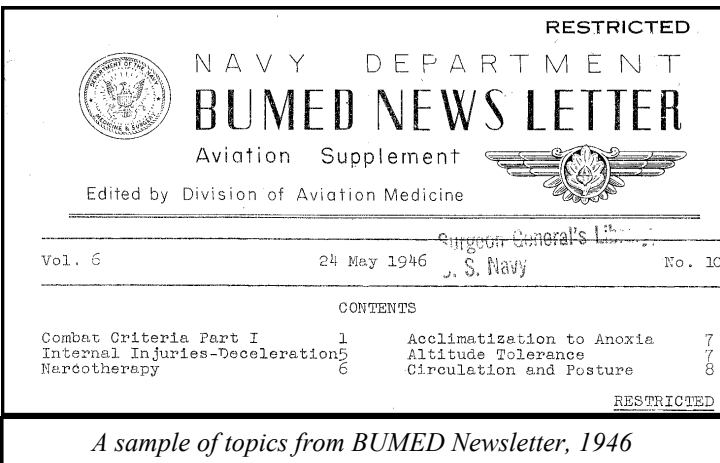 RESTRICTED
NAVY DEPARTMENT
BUMED NEWS LETTER
Aviation Supplement
Edited by Division of Aviation Medicine
Surgeon General's
U. S. Navy
Vol. 6 24 May 1946 No. 10
CONTENTS
Combat Criteria Part I 1 Acclimatization to Anoxia 7
Internal Injuries-Deceleration5 Altitude Tolerance 7
Narcotherapy 6 Circulation and Posture 8
RESTRICTED
A sample of topics from BUMED Newsletter, 1946